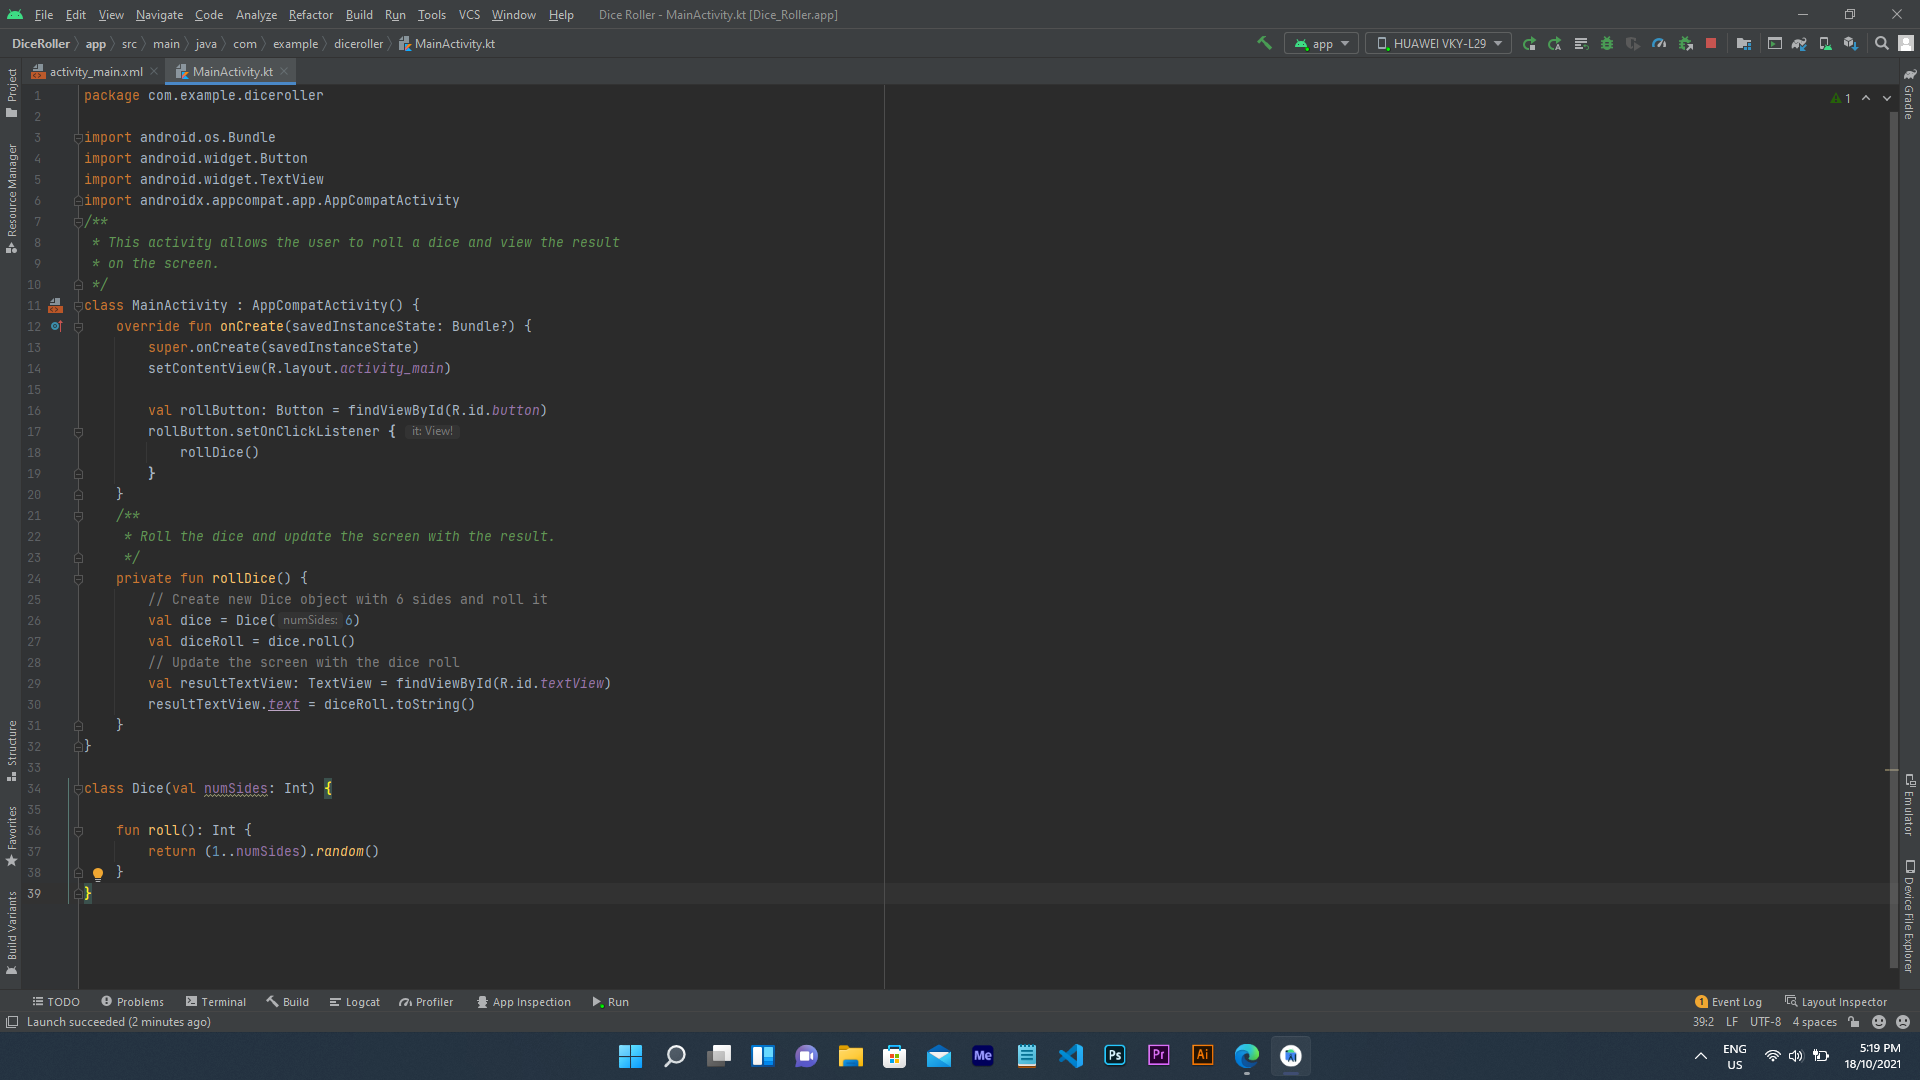 File Edit View Navigate Code Analyze Refactor Build Run Tools VCS Window Help Dice Roller - MainActivity.kt [Dice_Roller.app]
DiceRoller app src main java com example diceroller MainActivity.kt app HUAWEI VKY-L29
activity_main.xml MainActivity.kt
Project
Resource Manager
Structure
Favorites
Build Variants
1 package com.example.diceroller
2
3 import android.os.Bundle
4 import android.widget.Button
5 import android.widget.TextView
6 import androidx.appcompat.app.AppCompatActivity
7 /**
8 * This activity allows the user to roll a dice and view the result
9 * on the screen.
10 */
11 class MainActivity : AppCompatActivity() {
12 override fun onCreate(savedInstanceState: Bundle?) {
13 super.onCreate(savedInstanceState)
14 setContentView(R.layout.activity_main)
15
16 val rollButton: Button = findViewById(R.id.button)
17 rollButton.setOnClickListener { it: View!
18 rollDice()
19 }
20 }
21 /**
22 * Roll the dice and update the screen with the result.
23 */
24 private fun rollDice() {
25 // Create new Dice object with 6 sides and roll it
26 val dice = Dice( numSides: 6)
27 val diceRoll = dice.roll()
28 // Update the screen with the dice roll
29 val resultTextView: TextView = findViewById(R.id.textView)
30 resultTextView.text = diceRoll.toString()
31 }
32 }
33
34 class Dice(val numSides: Int) {
35
36 fun roll(): Int {
37 return (1..numSides).random()
38 }
39 }
1
Gradle
Emulator
Device File Explorer
TODO Problems Terminal Build Logcat Profiler App Inspection Run 1 Event Log Layout Inspector
Launch succeeded (2 minutes ago) 39:2 LF UTF-8 4 spaces
Me Ps Pr Ai
ENG
US
5:19 PM
18/10/2021